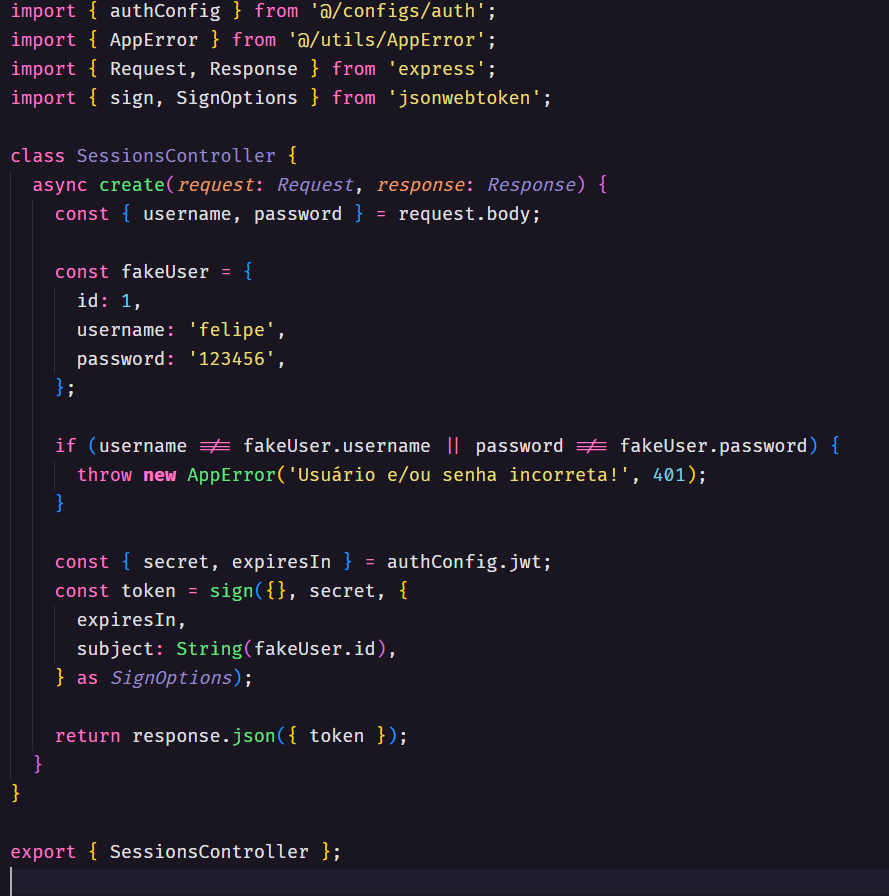 import { authConfig } from '@/configs/auth';
import { AppError } from '@/utils/AppError';
import { Request, Response } from 'express';
import { sign, SignOptions } from 'jsonwebtoken';

class SessionsController {
  async create(request: Request, response: Response) {
    const { username, password } = request.body;

    const fakeUser = {
      id: 1,
      username: 'felipe',
      password: '123456',
    };

    if (username !== fakeUser.username || password !== fakeUser.password) {
      throw new AppError('Usuário e/ou senha incorreta!', 401);
    }

    const { secret, expiresIn } = authConfig.jwt;
    const token = sign({}, secret, {
      expiresIn,
      subject: String(fakeUser.id),
    } as SignOptions);

    return response.json({ token });
  }
}

export { SessionsController };